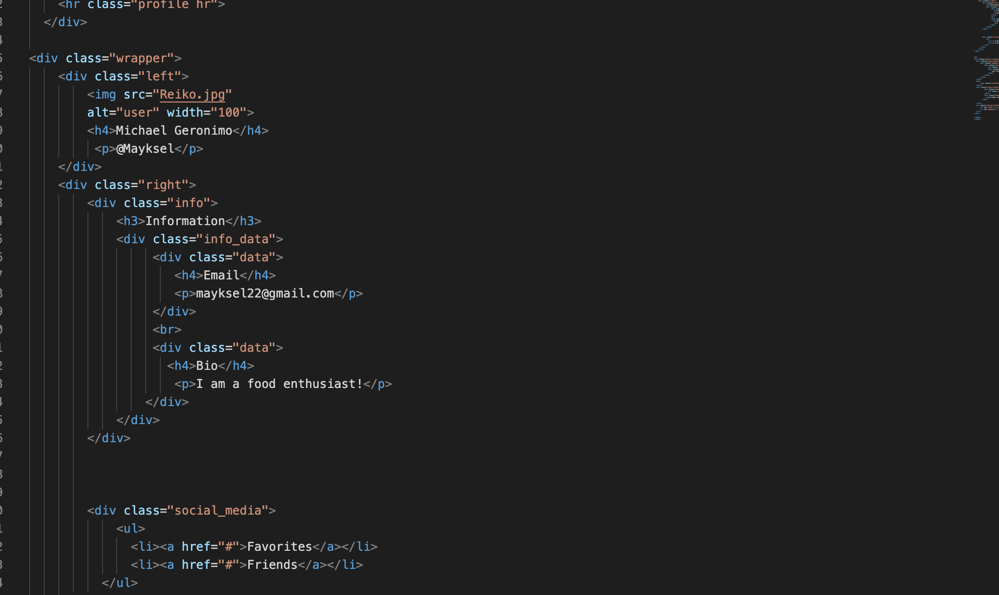 <hr class="profile hr">
</div>
<div class="wrapper">
<div class="left">
<img src="Reiko.jpg"
alt="user" width="100">
<h4>Michael Geronimo</h4>
<p>@Mayksel</p>
</div>
<div class="right">
<div class="info">
<h3>Information</h3>
<div class="info_data">
<div class="data">
<h4>Email</h4>
<p>mayksel22@gmail.com</p>
</div>
<br>
<div class="data">
<h4>Bio</h4>
<p>I am a food enthusiast!</p>
</div>
</div>
</div>
<div class="social_media">
<ul>
<li><a href="#">Favorites</a></li>
<li><a href="#">Friends</a></li>
</ul>